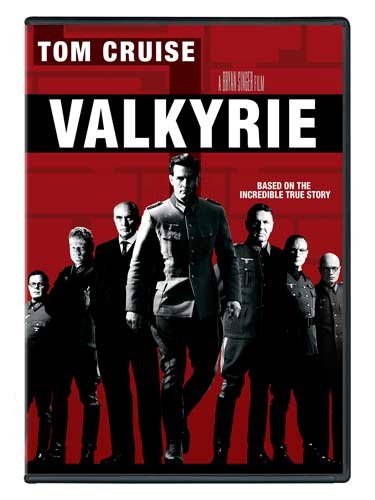 TOM CRUISE
A BRYAN SINGER FILM
VALKYRIE
BASED ON THE
INCREDIBLE TRUE STORY